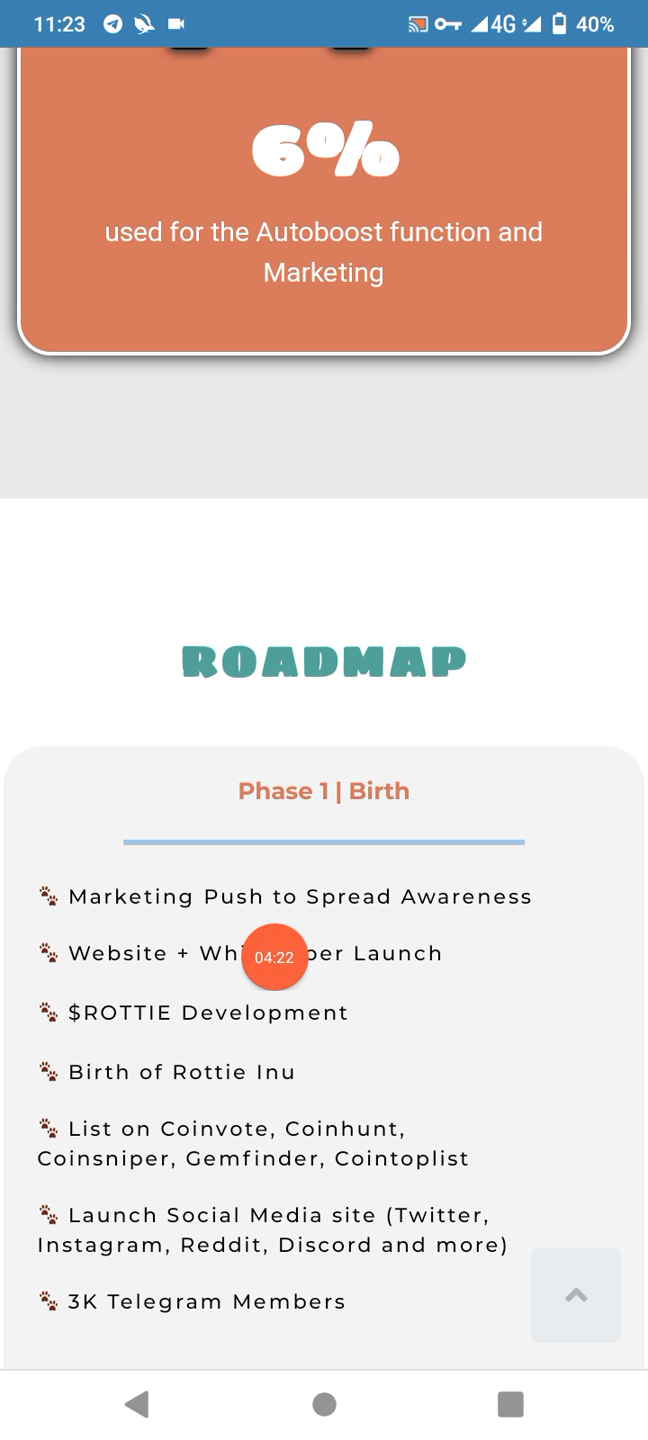 11:23 4G 40%
6%
used for the Autoboost function and
Marketing
ROADMAP
Phase 1 | Birth
Marketing Push to Spread Awareness
Website + per Launch
04:22
$ROTTIE Development
Birth of Rottie Inu
List on Coinvote, Coinhunt,
Coinsniper, Gemfinder, Cointoplist
Launch Social Media site (Twitter,
Instagram, Reddit, Discord and more)
3K Telegram Members